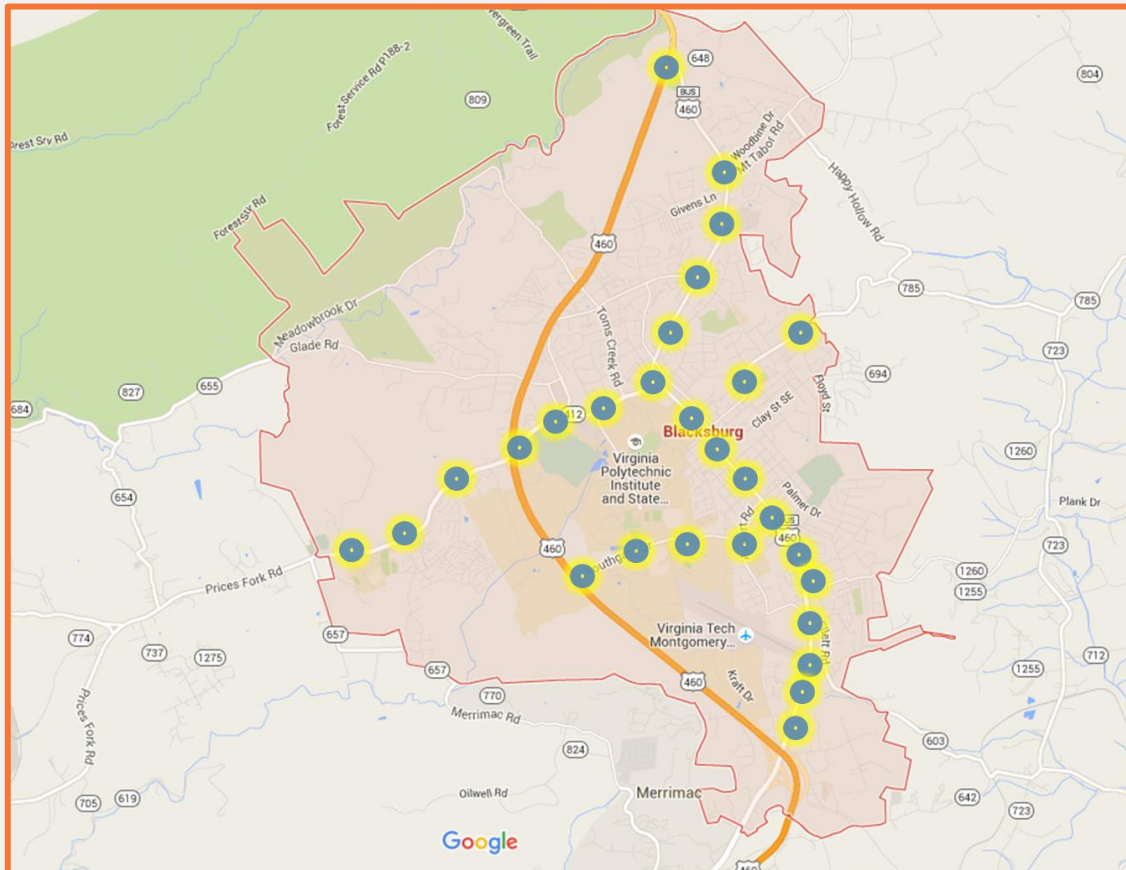 Evergreen Trail
648
BUS
460
804
Forest Service Rd P188-2
809
Woodbine Dr
Mt Tabor Rd
Happy Hollow Rd
Givens Ln
Forest Srv Rd
460
785
785
Meadowbrook Dr
Glade Rd
Toms Creek Rd
723
684
827
655
694
Floyd St
412
Clay St SE
Blacksburg
Virginia
Polytechnic
Institute
and State...
1260
654
Palmer Dr
Plank Dr
460
460
723
Prices Fork Rd
1260
1255
774
737
1275
657
Virginia Tech
Montgomery...
1255
712
657
460
Kraft Dr
770
Merrimac Rd
Prices Fork Rd
824
603
705
619
Oilwell Rd
Merrimac
642
723
Google
460